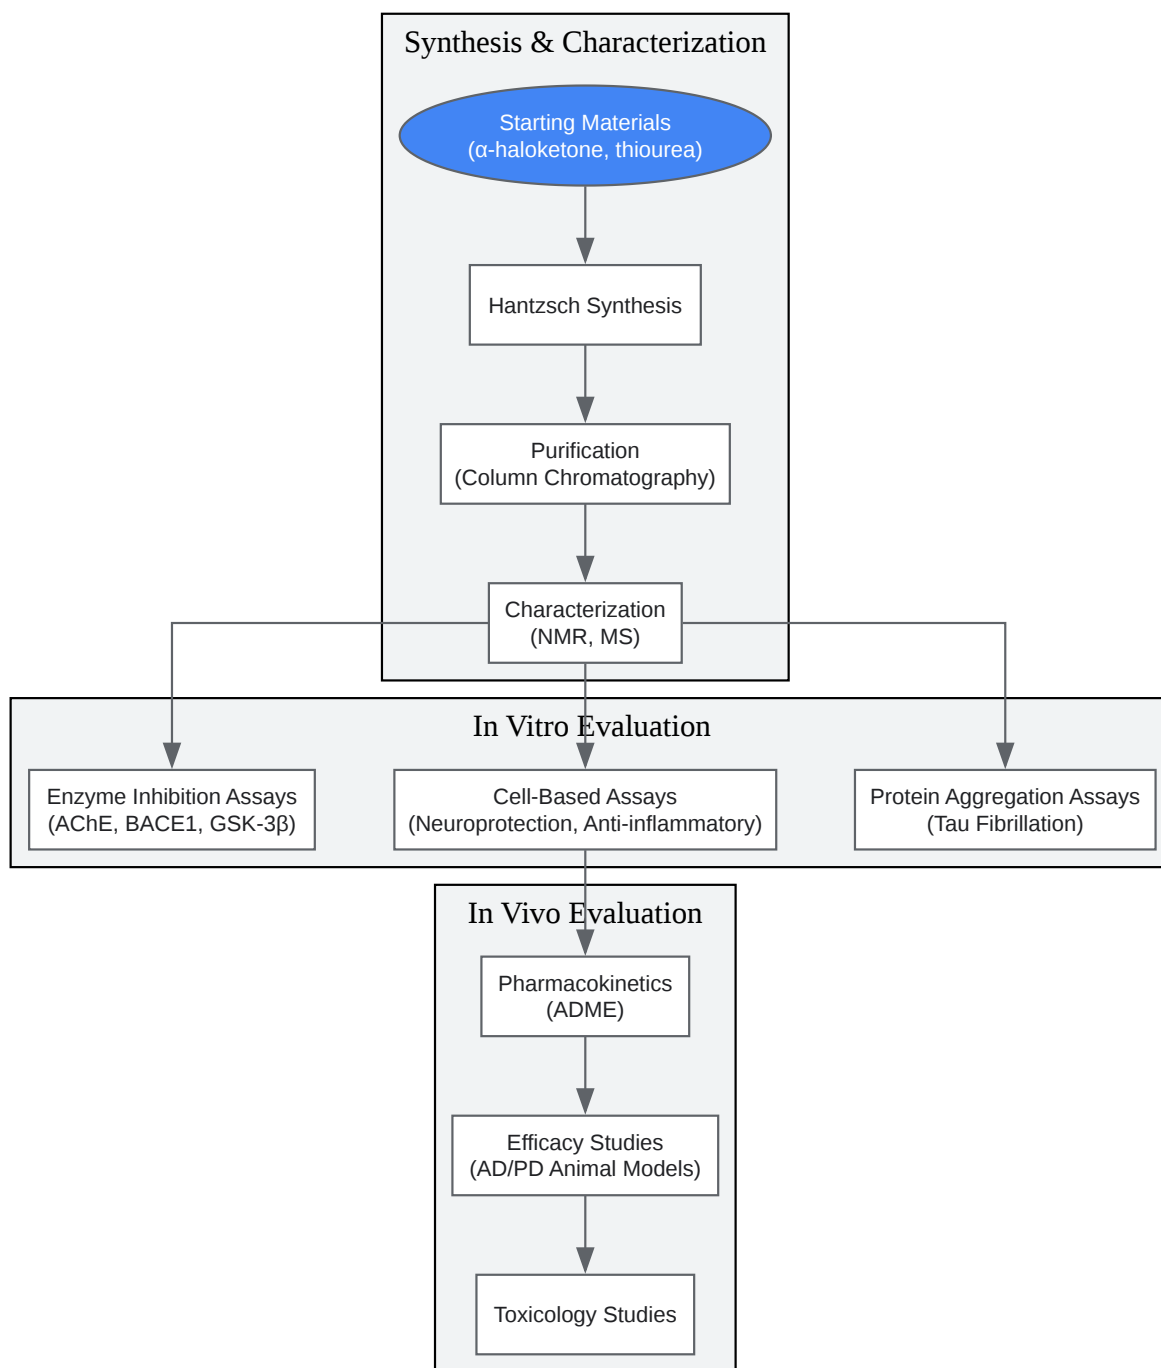 Synthesis & Characterization
Starting Materials
(α-haloketone, thiourea)
Hantzsch Synthesis
Purification
(Column Chromatography)
Characterization
(NMR, MS)
In Vitro Evaluation
Enzyme Inhibition Assays
(AChE, BACE1, GSK-3β)
Cell-Based Assays
(Neuroprotection, Anti-inflammatory)
Protein Aggregation Assays
(Tau Fibrillation)
In Vivo Evaluation
Pharmacokinetics
(ADME)
Efficacy Studies
(AD/PD Animal Models)
Toxicology Studies